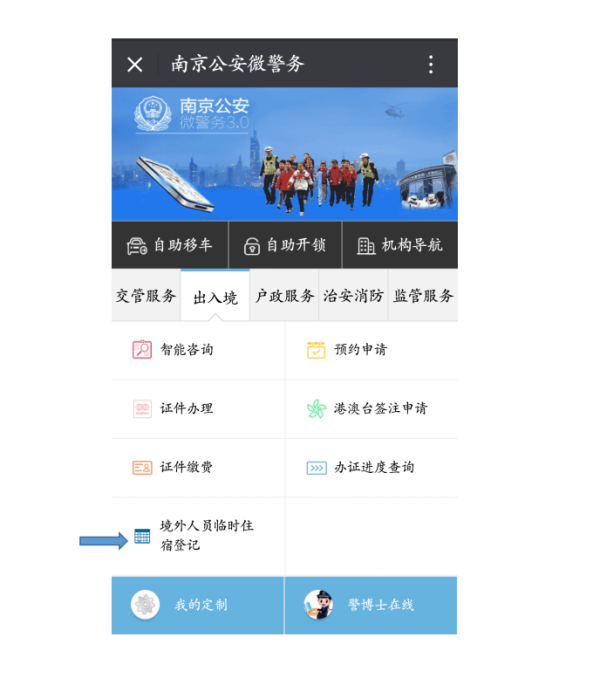 南京公安微警务
南京公安
微警务3.0
自助移车
自助开锁
机构导航
交管服务
出入境
户政服务
治安消防
监管服务
智能咨询
预约申请
证件办理
港澳台签注申请
证件缴费
办证进度查询
境外人员临时住
宿登记
我的定制
警博士在线